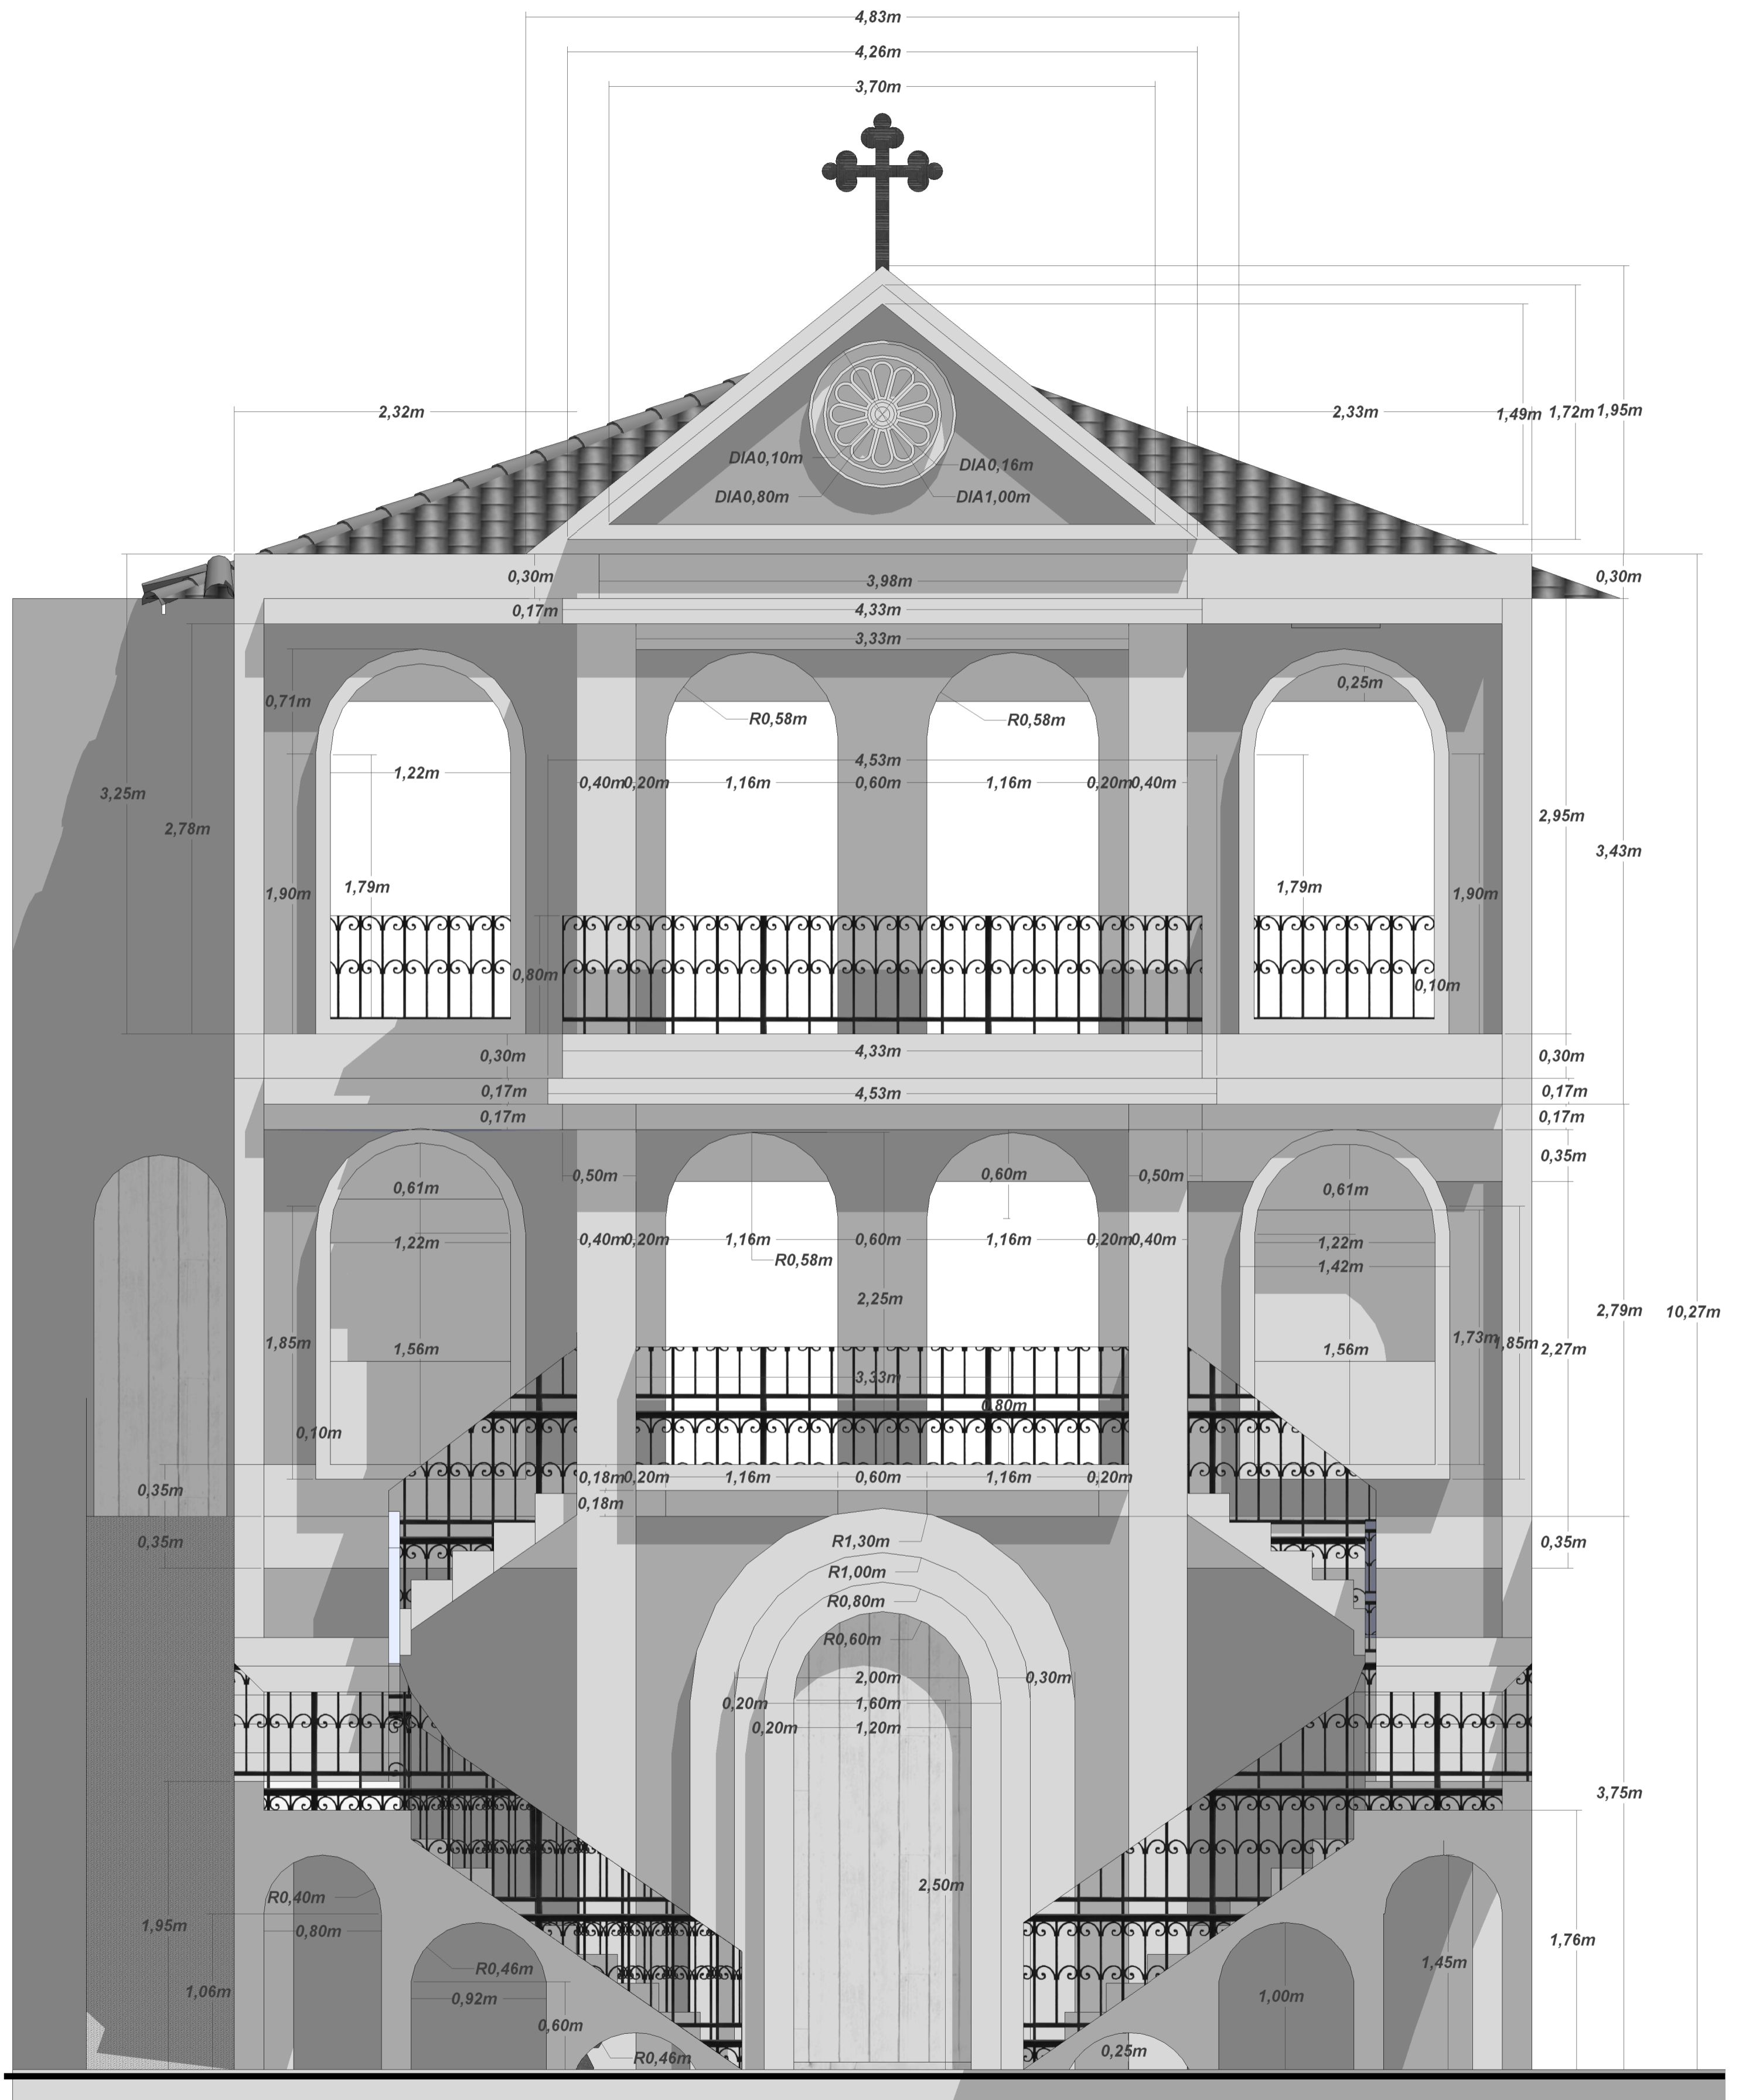 4,83m
4,26m
3,70m
2,32m
2,33m
1,49m 1,72m 1,95m
DIA0,10m
DIA0,16m
DIA0,80m
DIA1,00m
0,30m
3,98m
0,30m
0,17m
4,33m
3,33m
0,25m
0,71m
R0,58m
R0,58m
4,53m
1,22m
0,40m 0,20m 1,16m 0,60m 1,16m 0,20m 0,40m
3,25m
2,78m
2,95m
3,43m
1,90m
1,79m
1,79m
1,90m
0,80m
0,10m
0,30m
4,33m
0,30m
0,17m
4,53m
0,17m
0,17m
0,17m
0,35m
0,50m
0,60m
0,50m
0,61m
0,61m
1,22m
0,40m 0,20m 1,16m 0,60m 1,16m 0,20m 0,40m
1,22m
R0,58m
1,42m
2,25m
2,79m
10,27m
1,85m
1,56m
1,56m
1,73m
1,85m
2,27m
3,33m
0,80m
0,10m
0,18m 0,20m 1,16m 0,60m 1,16m 0,20m
0,35m
0,18m
0,35m
R1,30m
0,35m
R1,00m
R0,80m
R0,60m
2,00m
0,30m
0,20m
1,60m
0,20m
1,20m
3,75m
2,50m
R0,40m
1,95m
0,80m
1,76m
1,45m
R0,46m
1,06m
0,92m
1,00m
0,60m
R0,46m
0,25m